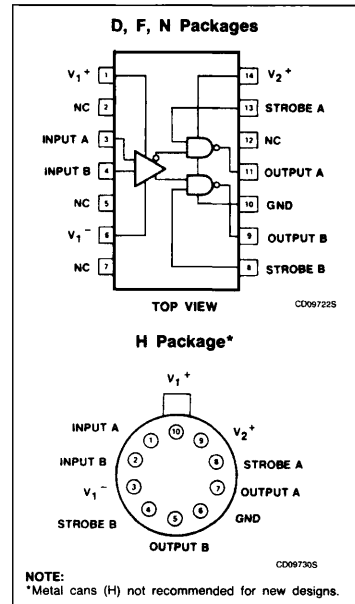 D, F, N Packages
V1+ 1 14 V2+
NC 2 13 STROBE A
INPUT A 3 12 NC
INPUT B 4 11 OUTPUT A
NC 5 10 GND
V1− 6 9 OUTPUT B
NC 7 8 STROBE B
TOP VIEW
CD09722S
H Package*
V1+
INPUT A 1 10 9 V2+
INPUT B 2 8 STROBE A
V1− 3 7 OUTPUT A
STROBE B 4 5 6 GND
OUTPUT B
CD09730S
NOTE:
*Metal cans (H) not recommended for new designs.